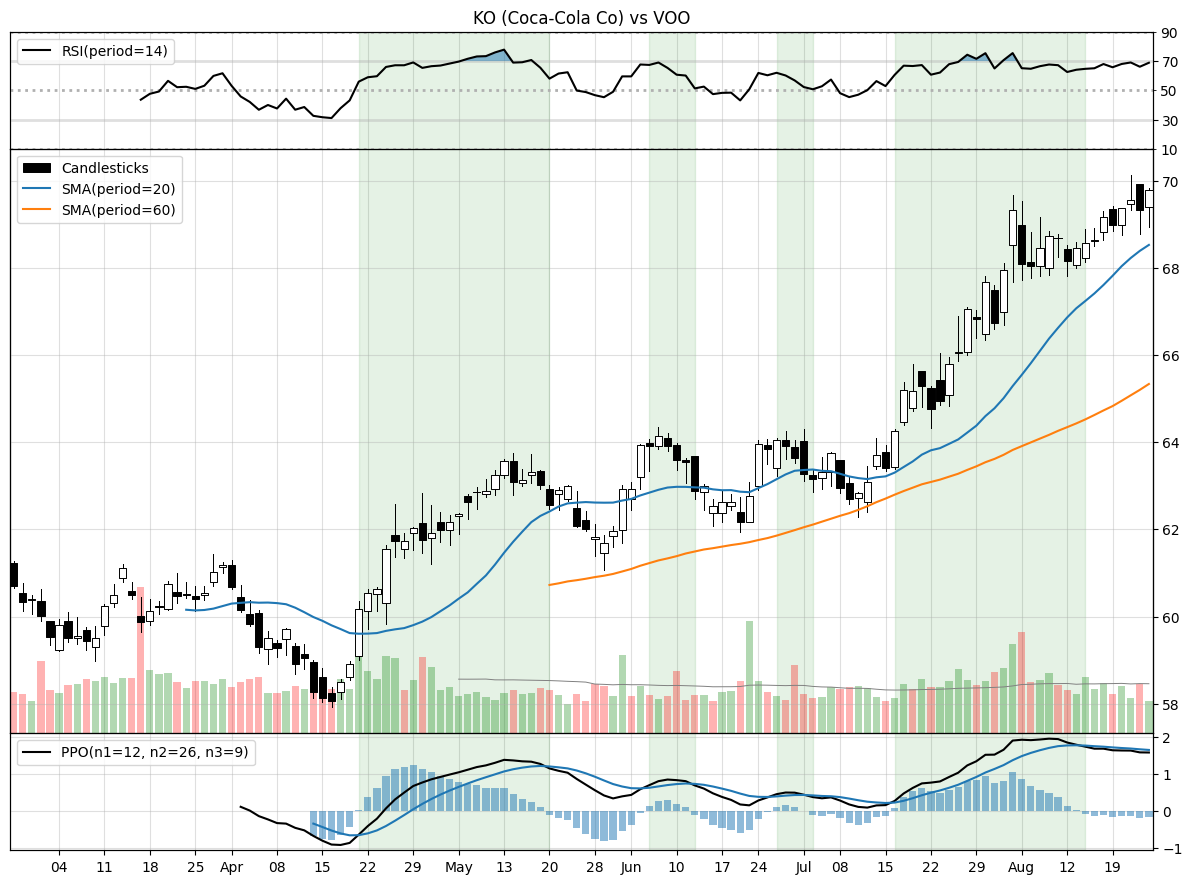 KO (Coca-Cola Co) vs VOO
RSI(period=14)
90
70
50
30
10
Candlesticks
SMA(period=20)
SMA(period=60)
70
68
66
64
62
60
58
PPO(n1=12, n2=26, n3=9)
2
1
0
−1
04 11 18 25 Apr 08 15 22 29 May 13 20 28 Jun 10 17 24 Jul 08 15 22 29 Aug 12 19